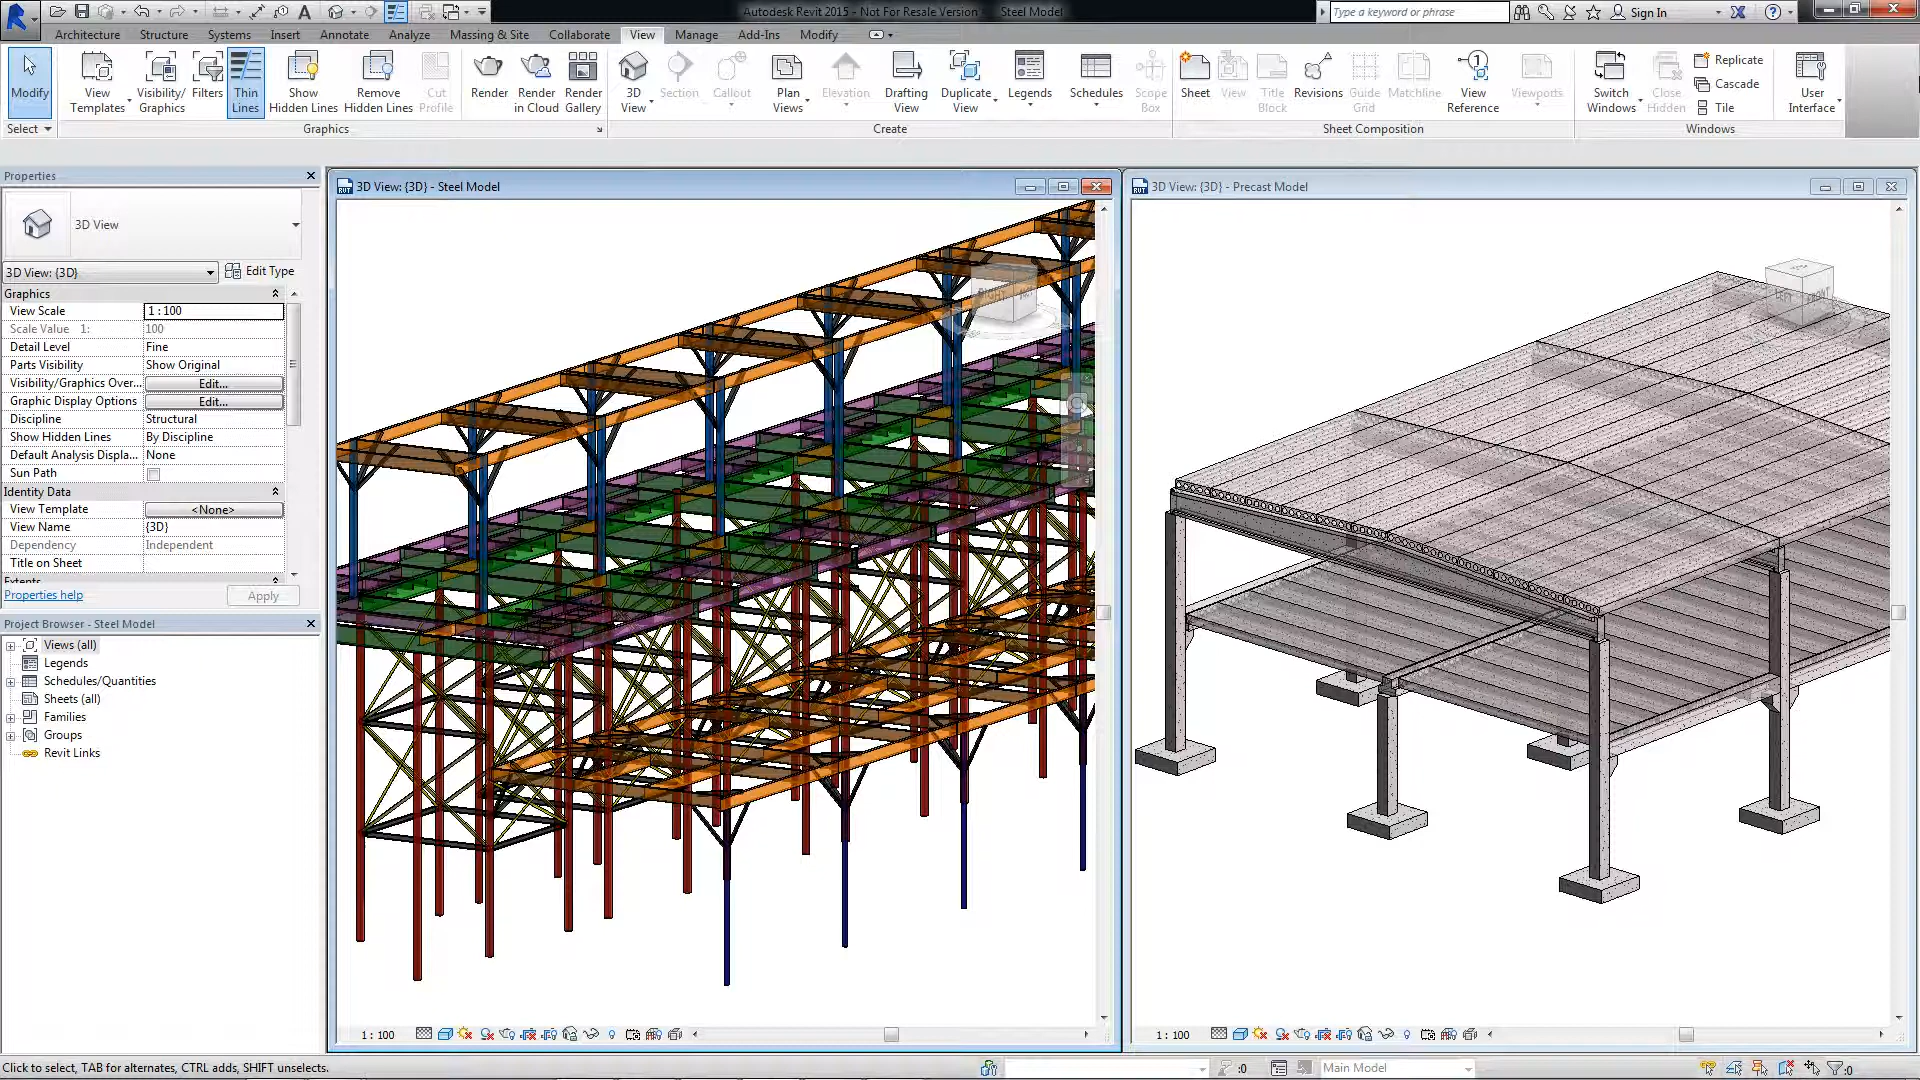 Autodesk Revit 2015 - Not For Resale Version -    Steel Model
Type a keyword or phrase
Sign In
Architecture Structure Systems Insert Annotate Analyze Massing & Site Collaborate View Manage Add-Ins Modify
Modify
View Templates
Visibility/ Graphics
Filters
Thin Lines
Show Hidden Lines
Remove Hidden Lines
Cut Profile
Render
Render in Cloud
Render Gallery
3D View
Section
Callout
Plan Views
Elevation
Drafting View
Duplicate View
Legends
Schedules
Scope Box
Sheet
View
Title Block
Revisions
Guide Grid
Matchline
View Reference
Viewports
Switch Windows
Close Hidden
Replicate
Cascade
Tile
User Interface
Select
Graphics
Create
Sheet Composition
Windows
Properties
3D View
3D View: {3D}
Edit Type
Graphics
View Scale 1 : 100
Scale Value 1: 100
Detail Level Fine
Parts Visibility Show Original
Visibility/Graphics Over... Edit...
Graphic Display Options Edit...
Discipline Structural
Show Hidden Lines By Discipline
Default Analysis Displa... None
Sun Path
Identity Data
View Template <None>
View Name {3D}
Dependency Independent
Title on Sheet
Extents
Properties help
Apply
Project Browser - Steel Model
Views (all)
Legends
Schedules/Quantities
Sheets (all)
Families
Groups
Revit Links
3D View: {3D} - Steel Model
RIGHT
1 : 100
3D View: {3D} - Precast Model
LEFT FRONT
1 : 100
Click to select, TAB for alternates, CTRL adds, SHIFT unselects.
:0
Main Model
:0